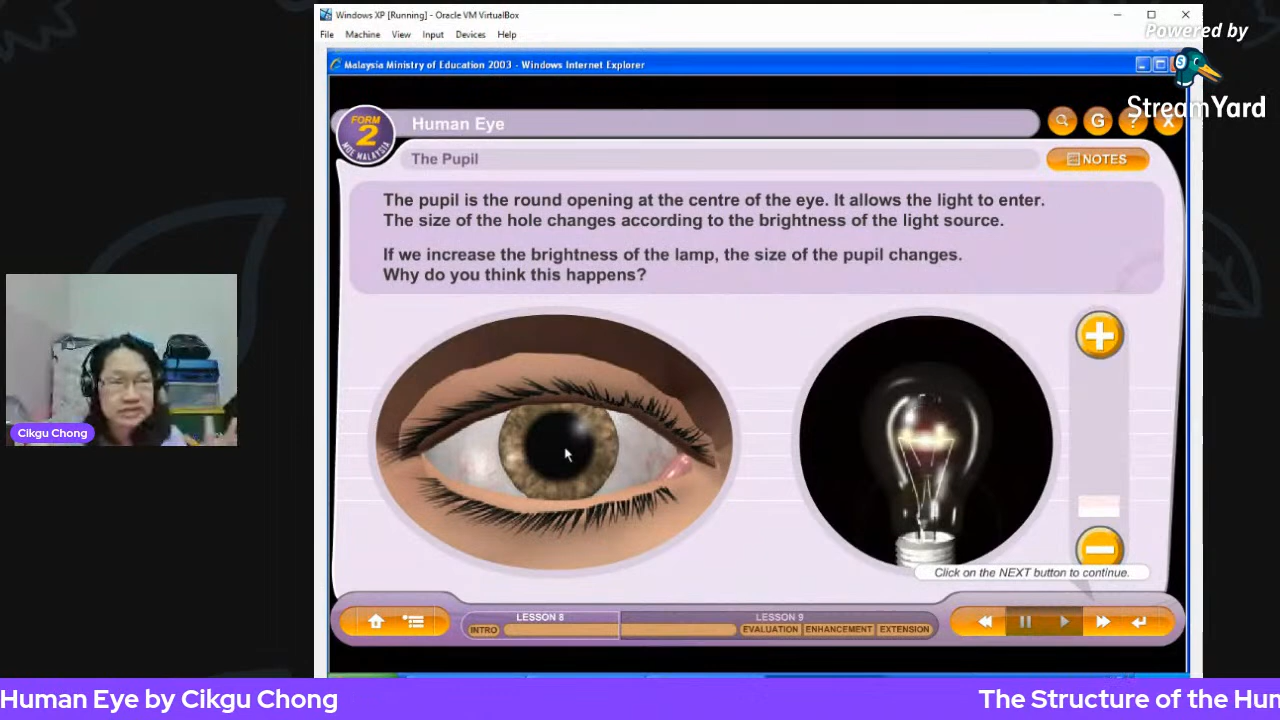 Windows XP [Running] - Oracle VM VirtualBox
File Machine View Input Devices Help
Powered by
StreamYard
Malaysia Ministry of Education 2003 - Windows Internet Explorer
FORM
2
MOE MALAYSIA
Human Eye
G ? X
The Pupil
NOTES
The pupil is the round opening at the centre of the eye. It allows the light to enter.
The size of the hole changes according to the brightness of the light source.
If we increase the brightness of the lamp, the size of the pupil changes.
Why do you think this happens?
Cikgu Chong
Click on the NEXT button to continue.
LESSON 8
LESSON 9
INTRO
EVALUATION ENHANCEMENT EXTENSION
Human Eye by Cikgu Chong
The Structure of the Hum